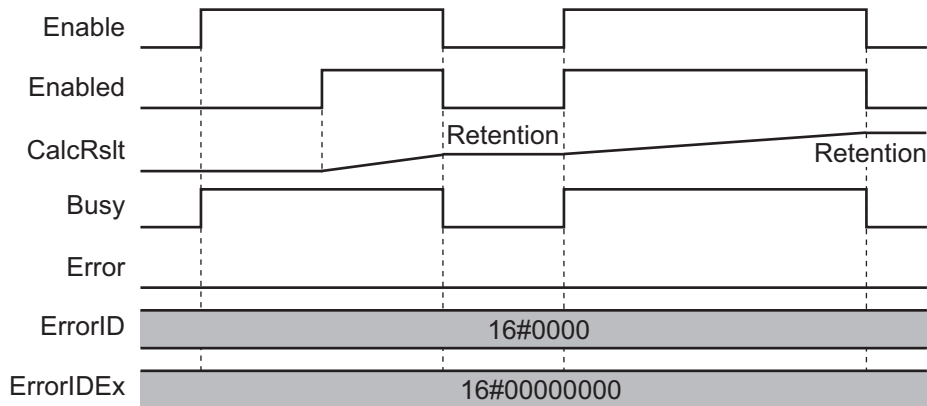 Enable
Enabled
Retention
CalcRslt
Retention
Busy
Error
ErrorID
16#0000
ErrorIDEx
16#00000000